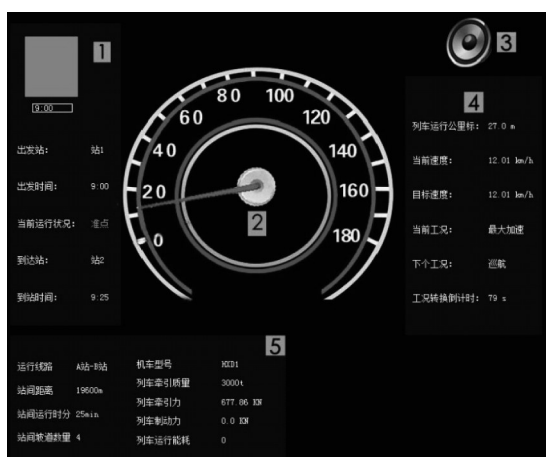 1
9:00
出发站: 站1
出发时间: 9:00
当前运行状况: 准点
到达站: 站2
到站时间: 9:25
0
20
40
60
80
100
120
140
160
180
2
3
4
列车运行公里标: 27.0 m
当前速度: 12.01 km/h
目标速度: 12.01 km/h
当前工况: 最大加速
下个工况: 巡航
工况转换倒计时: 79 s
5
运行线路 A站-B站
站间距离 19600m
站间运行时分 25min
站间坡道数量 4
机车型号 HXD1
列车牵引质量 3000t
列车牵引力 677.86 KN
列车制动力 0.0 KN
列车运行能耗 0